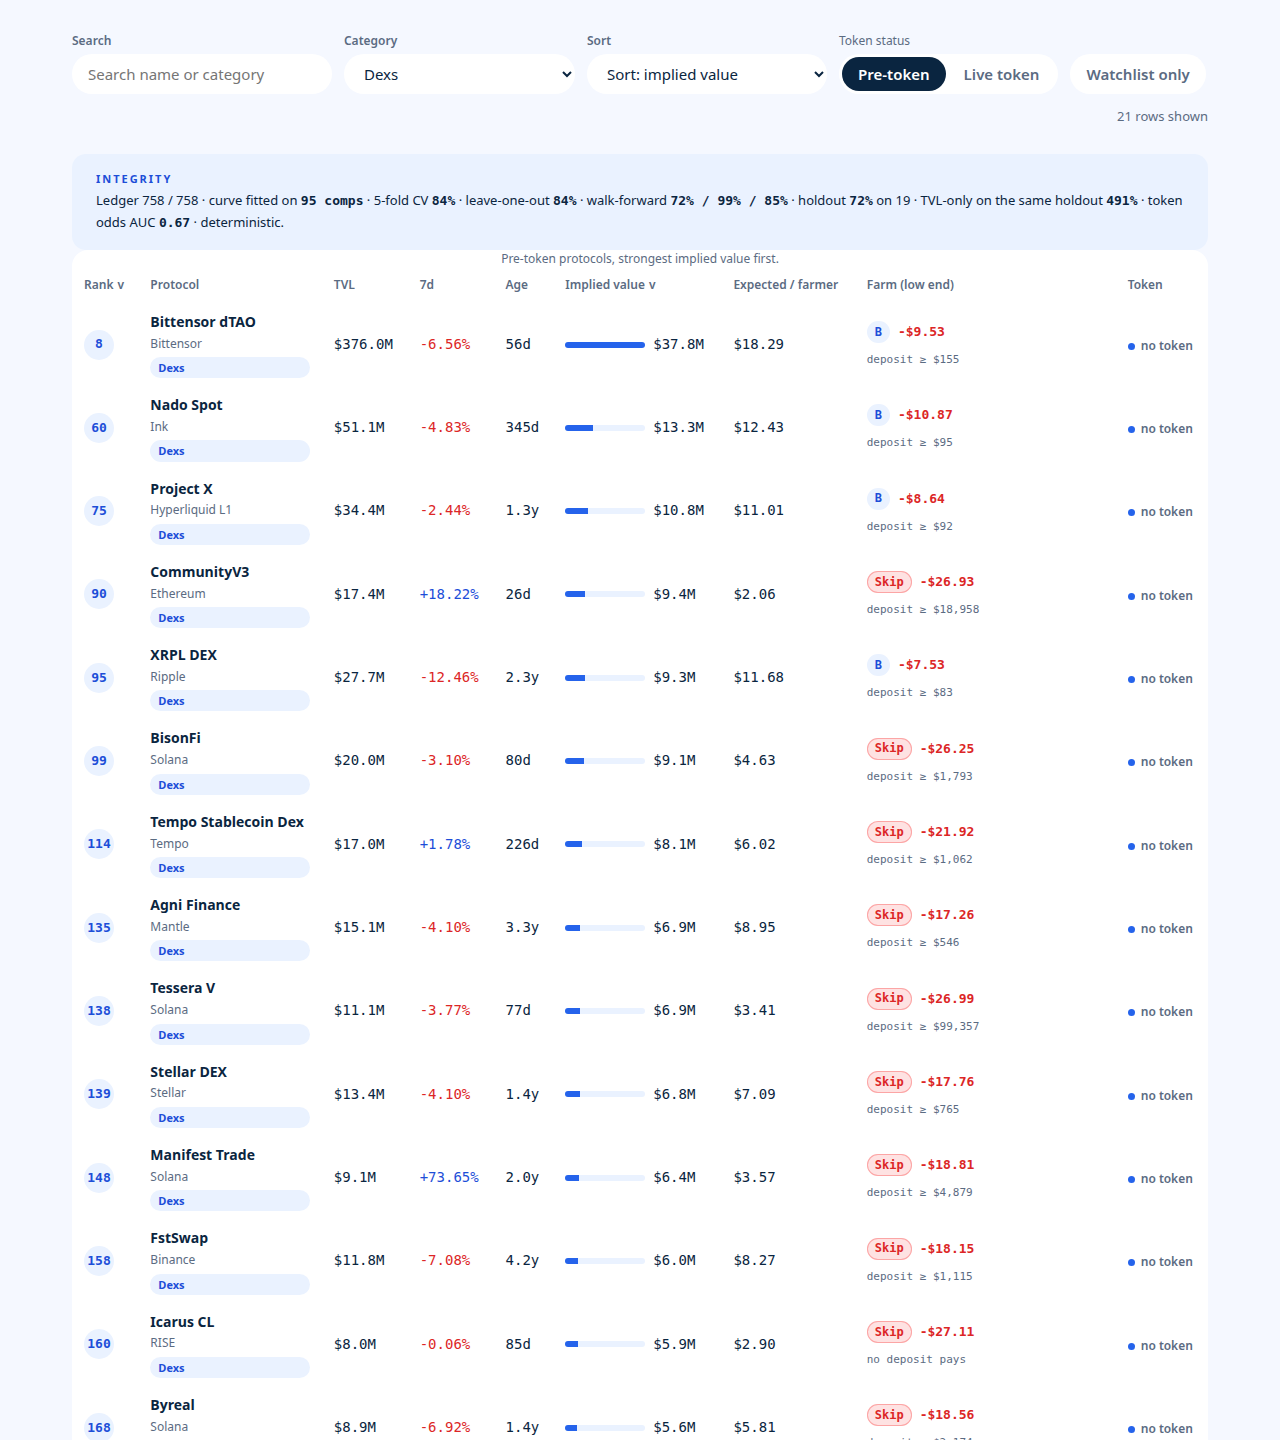 Search
Category
Sort
Token status
Search name or category
Dexs
Sort: implied value
Pre-token
Live token
Watchlist only
21 rows shown
INTEGRITY
Ledger 758 / 758 · curve fitted on 95 comps · 5-fold CV 84% · leave-one-out 84% · walk-forward 72% / 99% / 85% · holdout 72% on 19 · TVL-only on the same holdout 491% · token
odds AUC 0.67 · deterministic.
Pre-token protocols, strongest implied value first.
Rank v Protocol TVL 7d Age Implied value v Expected / farmer Farm (low end) Token
8 Bittensor dTAO $376.0M -6.56% 56d $37.8M $18.29 B -$9.53 no token
Bittensor
Dexs
deposit ≥ $155
60 Nado Spot $51.1M -4.83% 345d $13.3M $12.43 B -$10.87 no token
Ink
Dexs
deposit ≥ $95
75 Project X $34.4M -2.44% 1.3y $10.8M $11.01 B -$8.64 no token
Hyperliquid L1
Dexs
deposit ≥ $92
90 CommunityV3 $17.4M +18.22% 26d $9.4M $2.06 Skip -$26.93 no token
Ethereum
Dexs
deposit ≥ $18,958
95 XRPL DEX $27.7M -12.46% 2.3y $9.3M $11.68 B -$7.53 no token
Ripple
Dexs
deposit ≥ $83
99 BisonFi $20.0M -3.10% 80d $9.1M $4.63 Skip -$26.25 no token
Solana
Dexs
deposit ≥ $1,793
114 Tempo Stablecoin Dex $17.0M +1.78% 226d $8.1M $6.02 Skip -$21.92 no token
Tempo
Dexs
deposit ≥ $1,062
135 Agni Finance $15.1M -4.10% 3.3y $6.9M $8.95 Skip -$17.26 no token
Mantle
Dexs
deposit ≥ $546
138 Tessera V $11.1M -3.77% 77d $6.9M $3.41 Skip -$26.99 no token
Solana
Dexs
deposit ≥ $99,357
139 Stellar DEX $13.4M -4.10% 1.4y $6.8M $7.09 Skip -$17.76 no token
Stellar
Dexs
deposit ≥ $765
148 Manifest Trade $9.1M +73.65% 2.0y $6.4M $3.57 Skip -$18.81 no token
Solana
Dexs
deposit ≥ $4,879
158 FstSwap $11.8M -7.08% 4.2y $6.0M $8.27 Skip -$18.15 no token
Binance
Dexs
deposit ≥ $1,115
160 Icarus CL $8.0M -0.06% 85d $5.9M $2.90 Skip -$27.11 no token
RISE
Dexs
no deposit pays
168 Byreal $8.9M -6.92% 1.4y $5.6M $5.81 Skip -$18.56 no token
Solana